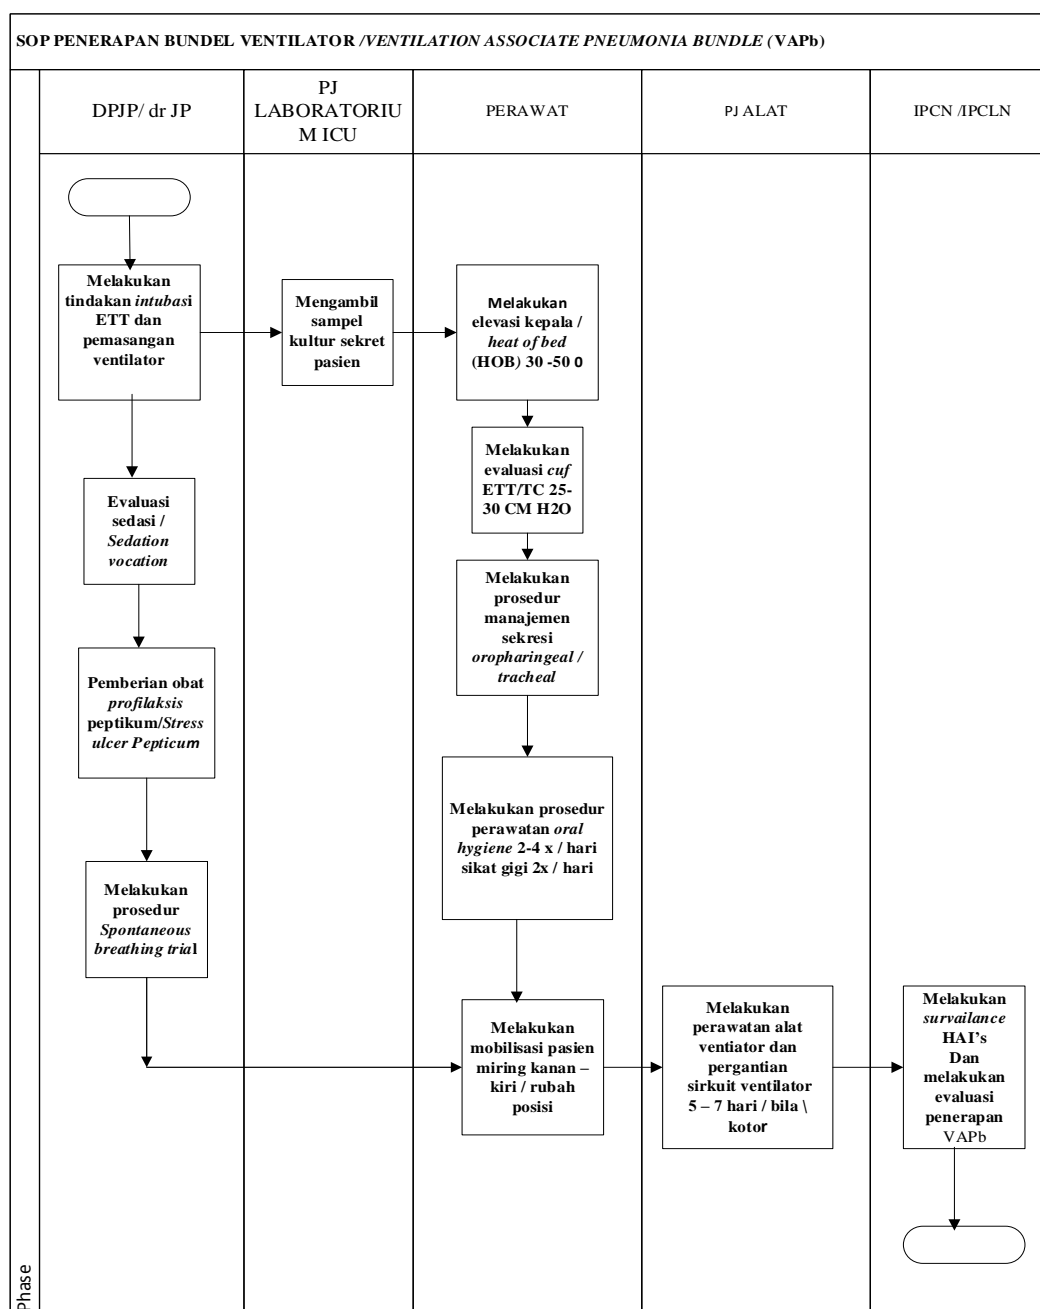 SOP PENERAPAN BUNDEL VENTILATOR /VENTILATION ASSOCIATE PNEUMONIA BUNDLE (VAPb)
DPJP/ dr JP
PJ
LABORATORIU
M ICU
PERAWAT
PJ ALAT
IPCN /IPCLN
Melakukan
tindakan intubasi
ETT dan
pemasangan
ventilator
Mengambil
sampel
kultur sekret
pasien
Melakukan
elevasi kepala /
heat of bed
(HOB) 30 -50 0
Melakukan
evaluasi cuf
ETT/TC 25-
30 CM H2O
Evaluasi
sedasi /
Sedation
vocation
Melakukan
prosedur
manajemen
sekresi
oropharingeal /
tracheal
Pemberian obat
profilaksis
peptikum/Stress
ulcer Pepticum
Melakukan prosedur
perawatan oral
hygiene 2-4 x / hari
sikat gigi 2x / hari
Melakukan
prosedur
Spontaneous
breathing trial
Melakukan
mobilisasi pasien
miring kanan –
kiri / rubah
posisi
Melakukan
perawatan alat
ventiator dan
pergantian
sirkuit ventilator
5 – 7 hari / bila \
kotor
Melakukan
survailance
HAI's
Dan
melakukan
evaluasi
penerapan
VAPb
Phase